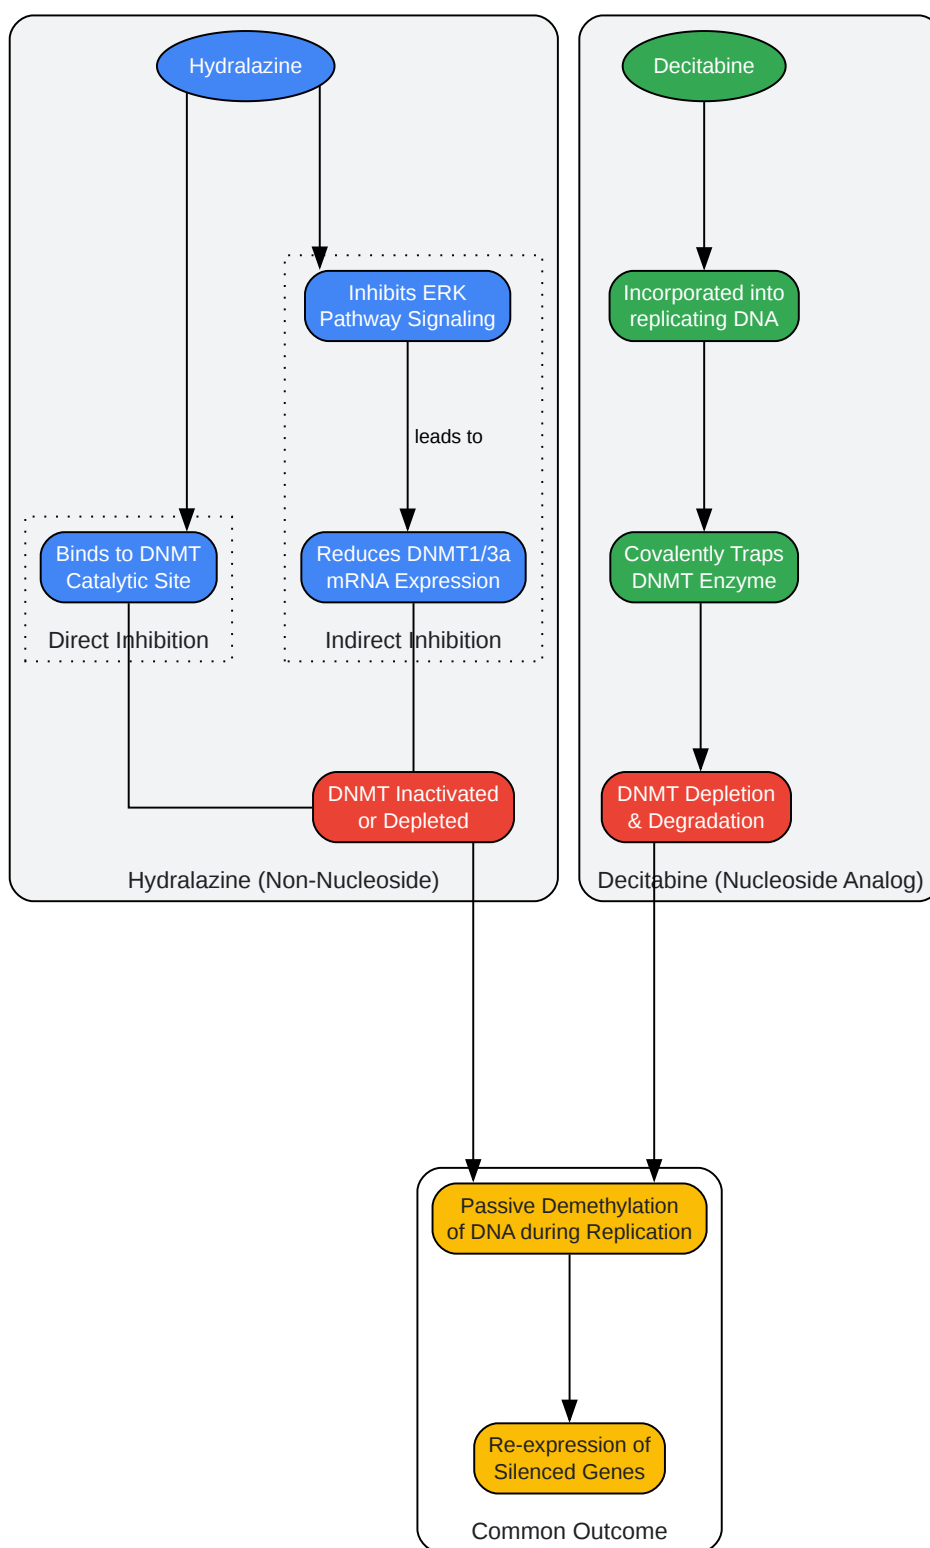 Hydralazine
Inhibits ERK
Pathway Signaling
leads to
Binds to DNMT
Catalytic Site
Direct Inhibition
Reduces DNMT1/3a
mRNA Expression
Indirect Inhibition
DNMT Inactivated
or Depleted
Hydralazine (Non-Nucleoside)
Decitabine
Incorporated into
replicating DNA
Covalently Traps
DNMT Enzyme
DNMT Depletion
& Degradation
Decitabine (Nucleoside Analog)
Passive Demethylation
of DNA during Replication
Re-expression of
Silenced Genes
Common Outcome